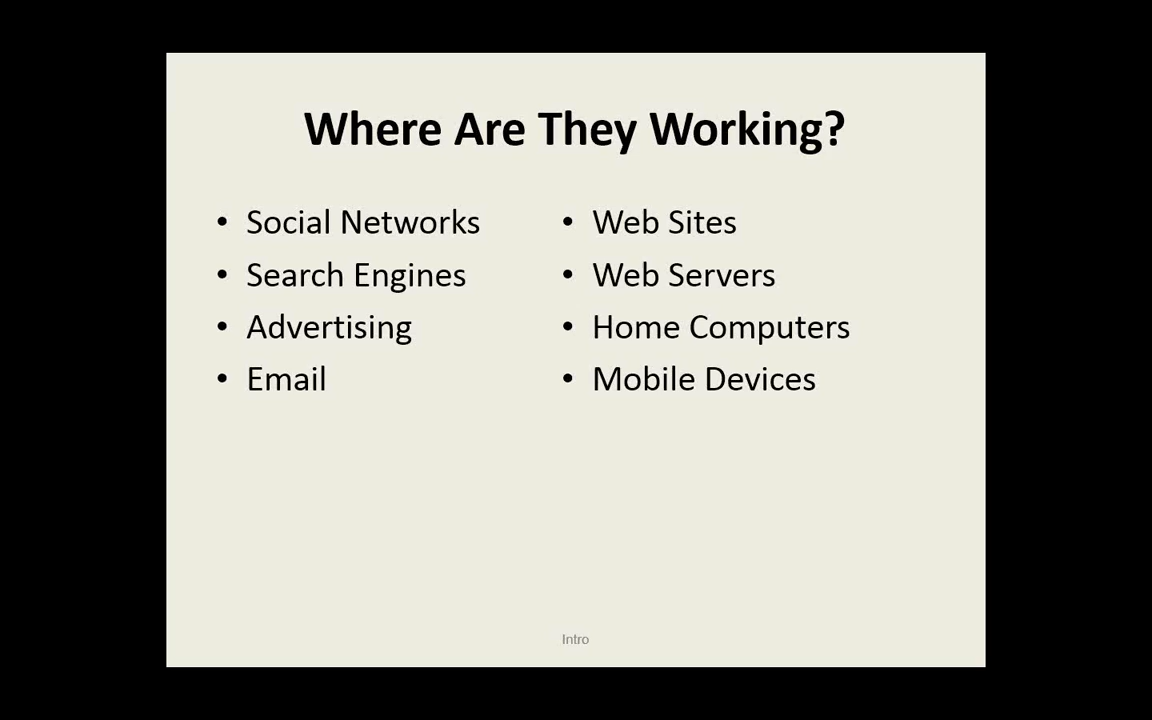 Where Are They Working?
• Social Networks
• Search Engines
• Advertising
• Email
• Web Sites
• Web Servers
• Home Computers
• Mobile Devices
Intro